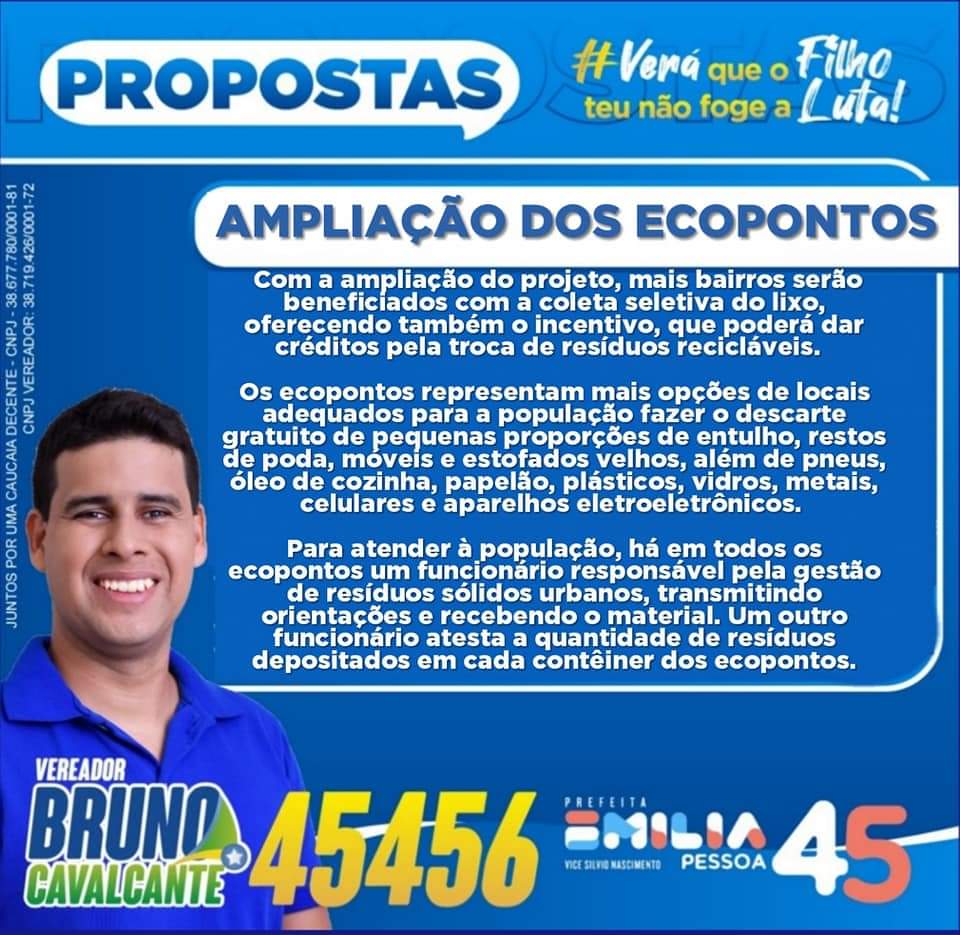 PROPOSTAS
#Verá que o Filho
teu não foge a Luta!
AMPLIAÇÃO DOS ECOPONTOS
Com a ampliação do projeto, mais bairros serão
beneficiados com a coleta seletiva do lixo,
oferecendo também o incentivo, que poderá dar
créditos pela troca de resíduos recicláveis.
Os ecopontos representam mais opções de locais
adequados para a população fazer o descarte
gratuito de pequenas proporções de entulho, restos
de poda, móveis e estofados velhos, além de pneus,
óleo de cozinha, papelão, plásticos, vidros, metais,
celulares e aparelhos eletroeletrônicos.
Para atender à população, há em todos os
ecopontos um funcionário responsável pela gestão
de resíduos sólidos urbanos, transmitindo
orientações e recebendo o material. Um outro
funcionário atesta a quantidade de resíduos
depositados em cada contêiner dos ecopontos.
JUNTOS POR UMA CAUCAIA DECENTE - CNPJ - 38.677.780/0001-81
CNPJ VEREADOR: 38.719.426/0001-72
VEREADOR
BRUNO
CAVALCANTE
45456
PREFEITA
EMILIA
VICE SILVIO NASCIMENTO
PESSOA
45